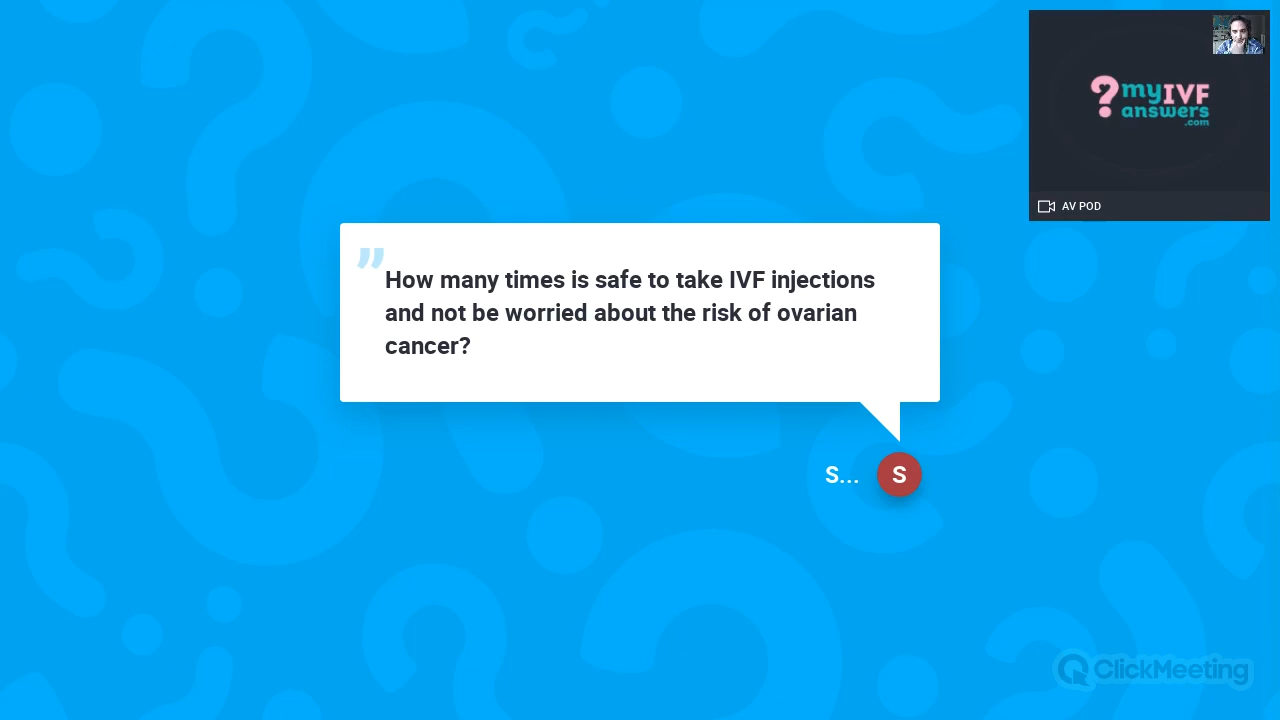 ?myIVF
answers
.com
AV POD
”
How many times is safe to take IVF injections
and not be worried about the risk of ovarian
cancer?
S... S
ClickMeeting